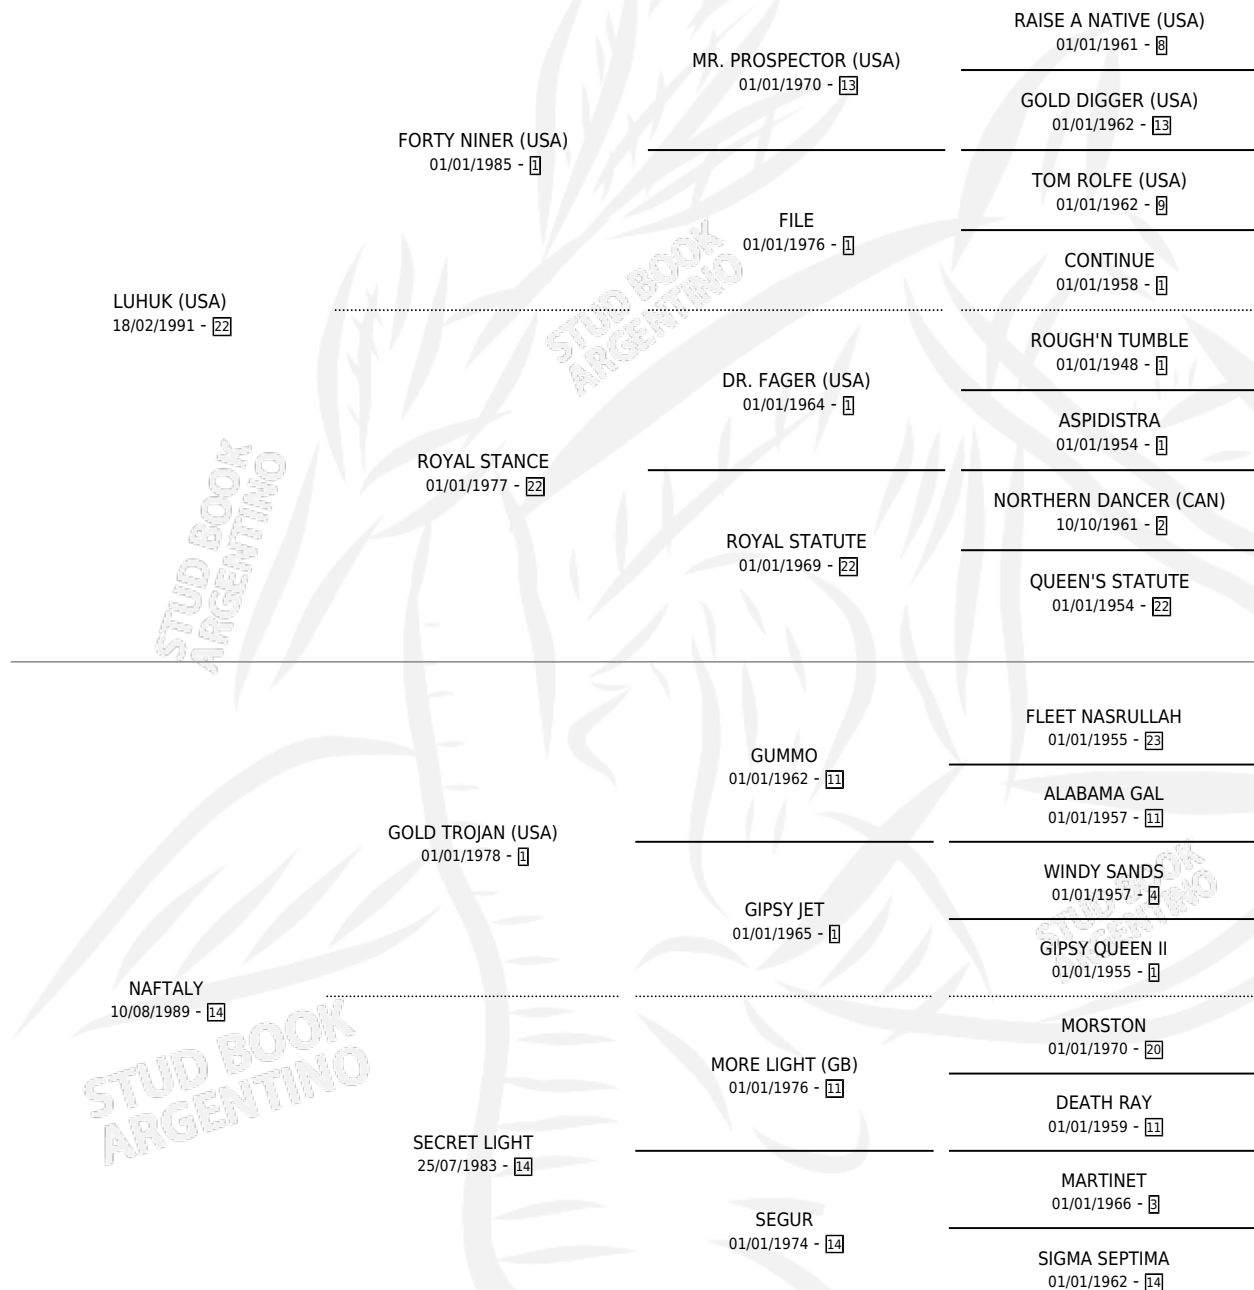 RAISE A NATIVE (USA)
01/01/1961 - 8
MR. PROSPECTOR (USA)
01/01/1970 - 13
GOLD DIGGER (USA)
01/01/1962 - 13
FORTY NINER (USA)
01/01/1985 - 1
TOM ROLFE (USA)
01/01/1962 - 9
FILE
01/01/1976 - 1
CONTINUE
01/01/1958 - 1
LUHUK (USA)
18/02/1991 - 22
ROUGH'N TUMBLE
01/01/1948 - 1
DR. FAGER (USA)
01/01/1964 - 1
ASPIDISTRA
01/01/1954 - 1
ROYAL STANCE
01/01/1977 - 22
NORTHERN DANCER (CAN)
10/10/1961 - 2
ROYAL STATUTE
01/01/1969 - 22
QUEEN'S STATUTE
01/01/1954 - 22
FLEET NASRULLAH
01/01/1955 - 23
GUMMO
01/01/1962 - 11
ALABAMA GAL
01/01/1957 - 11
GOLD TROJAN (USA)
01/01/1978 - 1
WINDY SANDS
01/01/1957 - 4
GIPSY JET
01/01/1965 - 1
GIPSY QUEEN II
01/01/1955 - 1
NAFTALY
10/08/1989 - 14
MORSTON
01/01/1970 - 20
MORE LIGHT (GB)
01/01/1976 - 11
DEATH RAY
01/01/1959 - 11
SECRET LIGHT
25/07/1983 - 14
MARTINET
01/01/1966 - 3
SEGUR
01/01/1974 - 14
SIGMA SEPTIMA
01/01/1962 - 14
STUD BOOK
ARGENTINO
STUD BOOK
ARGENTINO
STUD BOOK
ARGENTINO
STUD BOOK
ARGENTINO